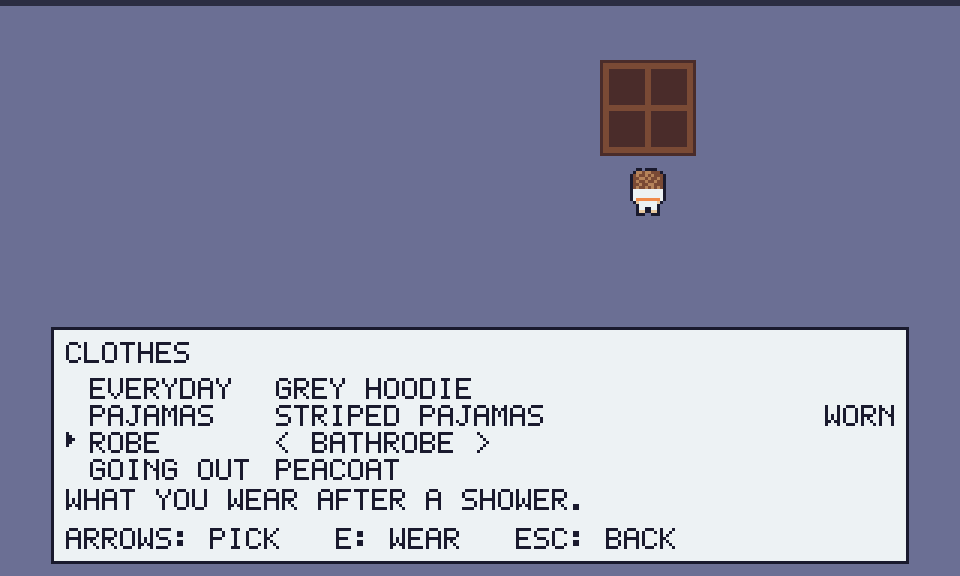 CLOTHES
EVERYDAY GREY HOODIE
PAJAMAS STRIPED PAJAMAS WORN
ROBE < BATHROBE >
GOING OUT PEACOAT
WHAT YOU WEAR AFTER A SHOWER.
ARROWS: PICK E: WEAR ESC: BACK